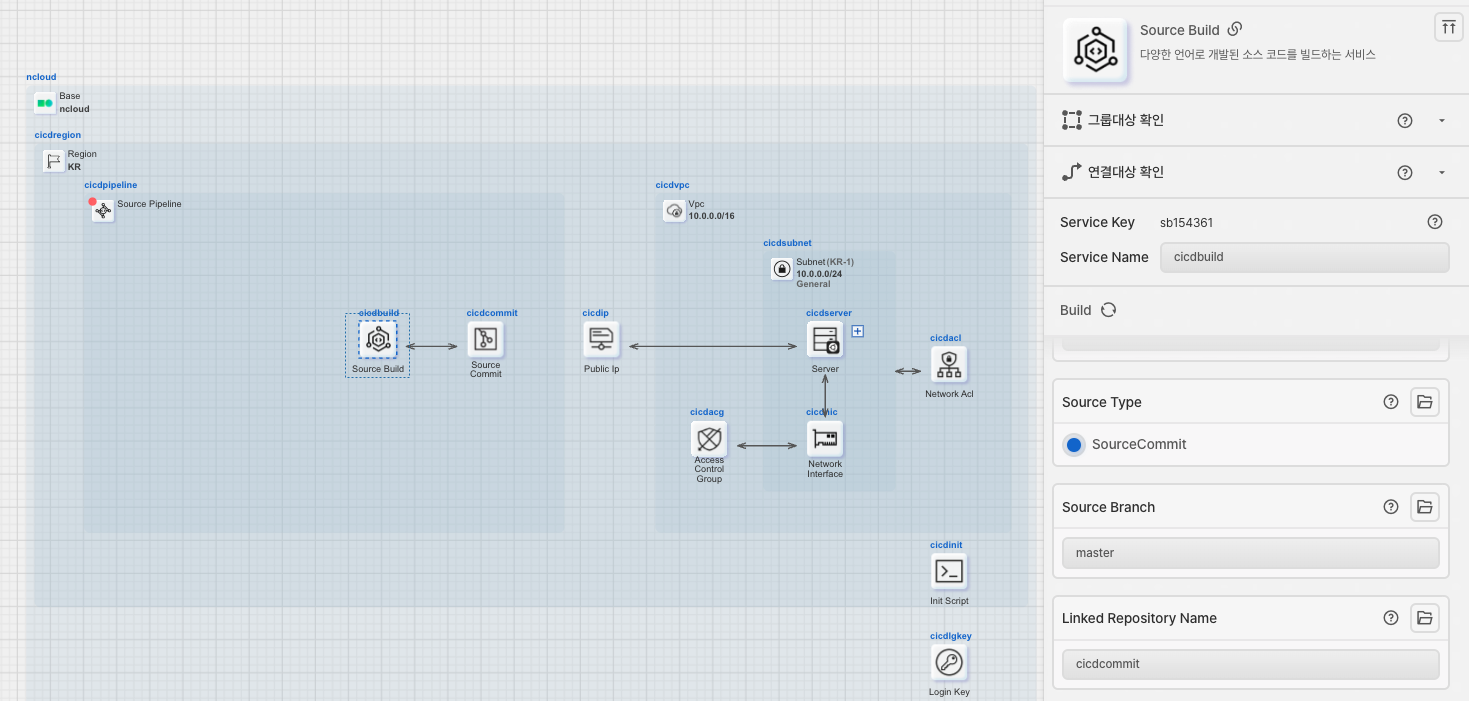 ncloud
Base
ncloud
cicdregion
Region
KR
cicdpipeline
Source Pipeline
cicdvpc
Vpc
10.0.0.0/16
cicdsubnet
Subnet(KR-1)
10.0.0.0/24
General
cicdbuild
Source Build
cicdcommit
Source
Commit
cicdip
Public Ip
cicdserver
Server
cicdacl
Network Acl
cicdacg
Access
Control
Group
cicdnic
Network
Interface
cicdinit
Init Script
cicdlgkey
Login Key
Source Build
다양한 언어로 개발된 소스 코드를 빌드하는 서비스
그룹대상 확인
연결대상 확인
Service Key sb154361
Service Name cicdbuild
Build
Source Type
SourceCommit
Source Branch
master
Linked Repository Name
cicdcommit